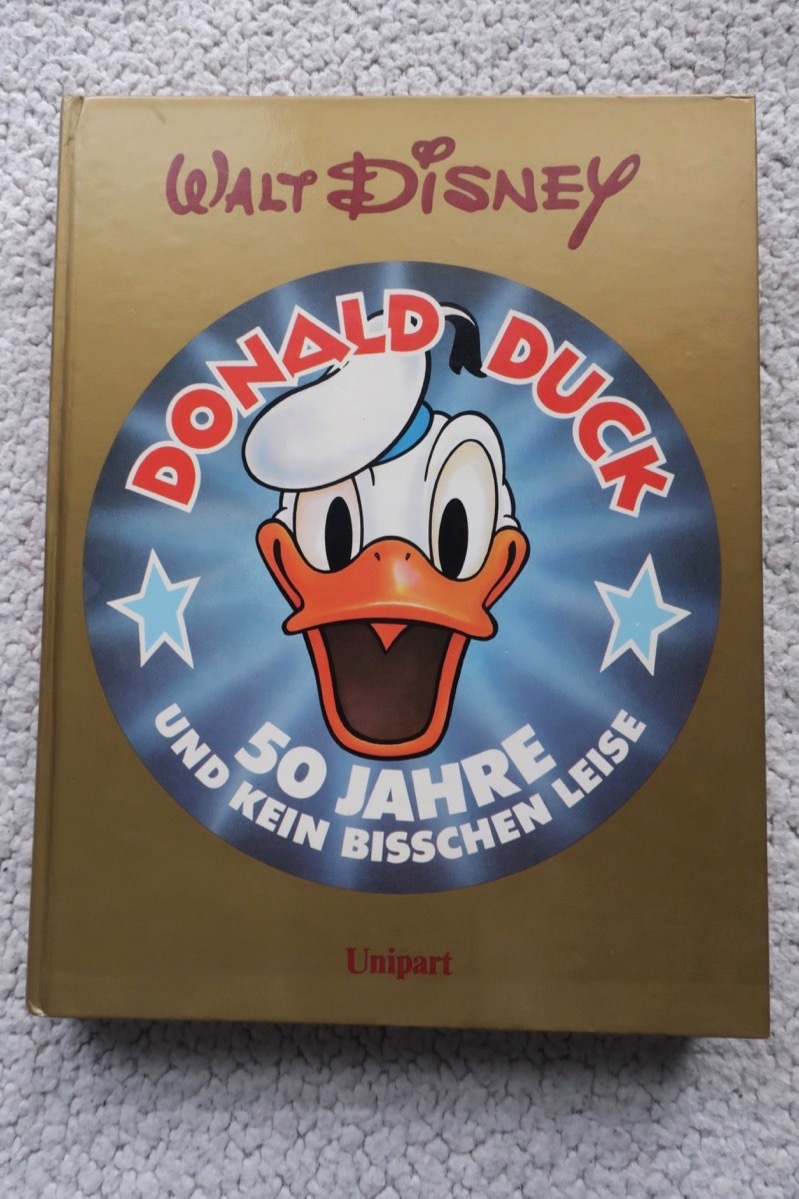 WALT DISNEY
DONALD DUCK
50 JAHRE
UND KEIN BISSCHEN LEISE
Unipart